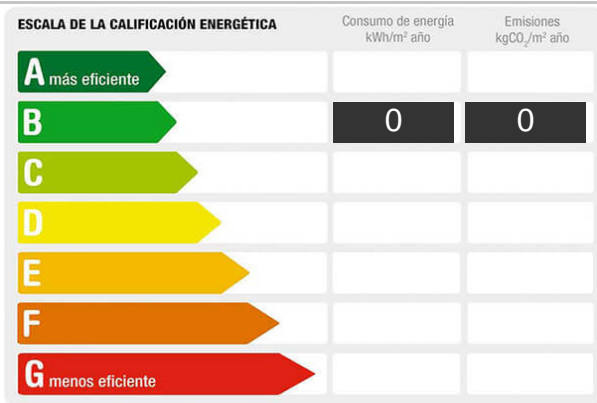 ESCALA DE LA CALIFICACIÓN ENERGÉTICA
Consumo de energía
kWh/m² año
Emisiones
kgCO₂/m² año
A más eficiente
B 0 0
C
D
E
F
G menos eficiente